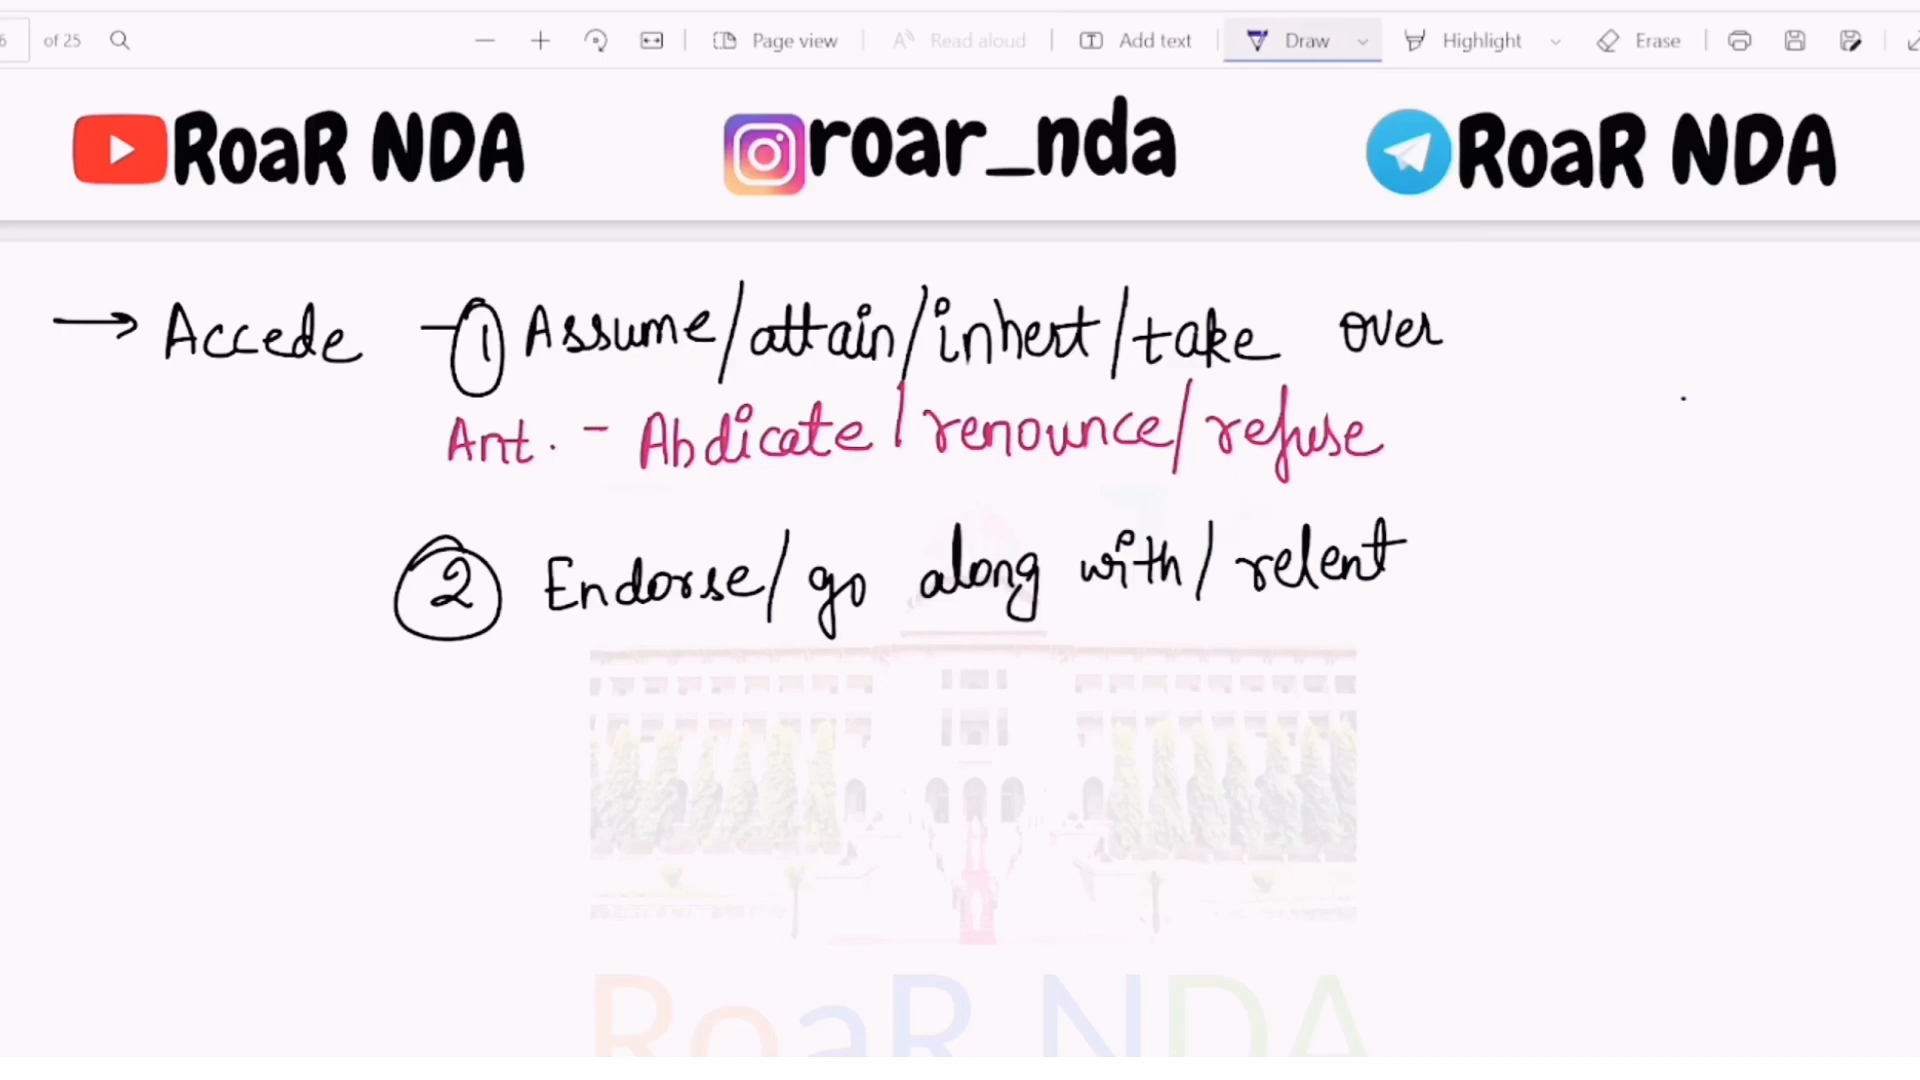 6 of 25 Page view Read aloud Add text Draw Highlight Erase
RoaR NDA roar_nda RoaR NDA
→ Accede - ① Assume/attain/inherit/take over
Ant. - Abdicate/renounce/refuse
② Endorse/go along with/relent
RoaR NDA